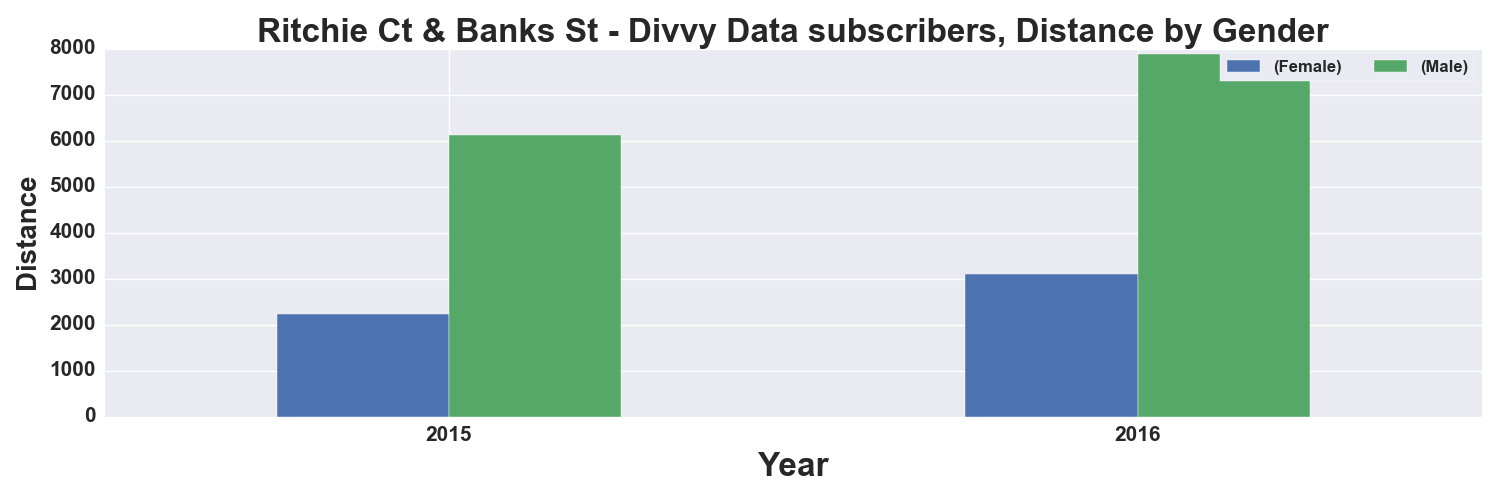 Ritchie Ct & Banks St - Divvy Data subscribers, Distance by Gender
8000
7000
6000
5000
4000
3000
2000
1000
0
Distance
(Female) (Male)
2015 2016
Year